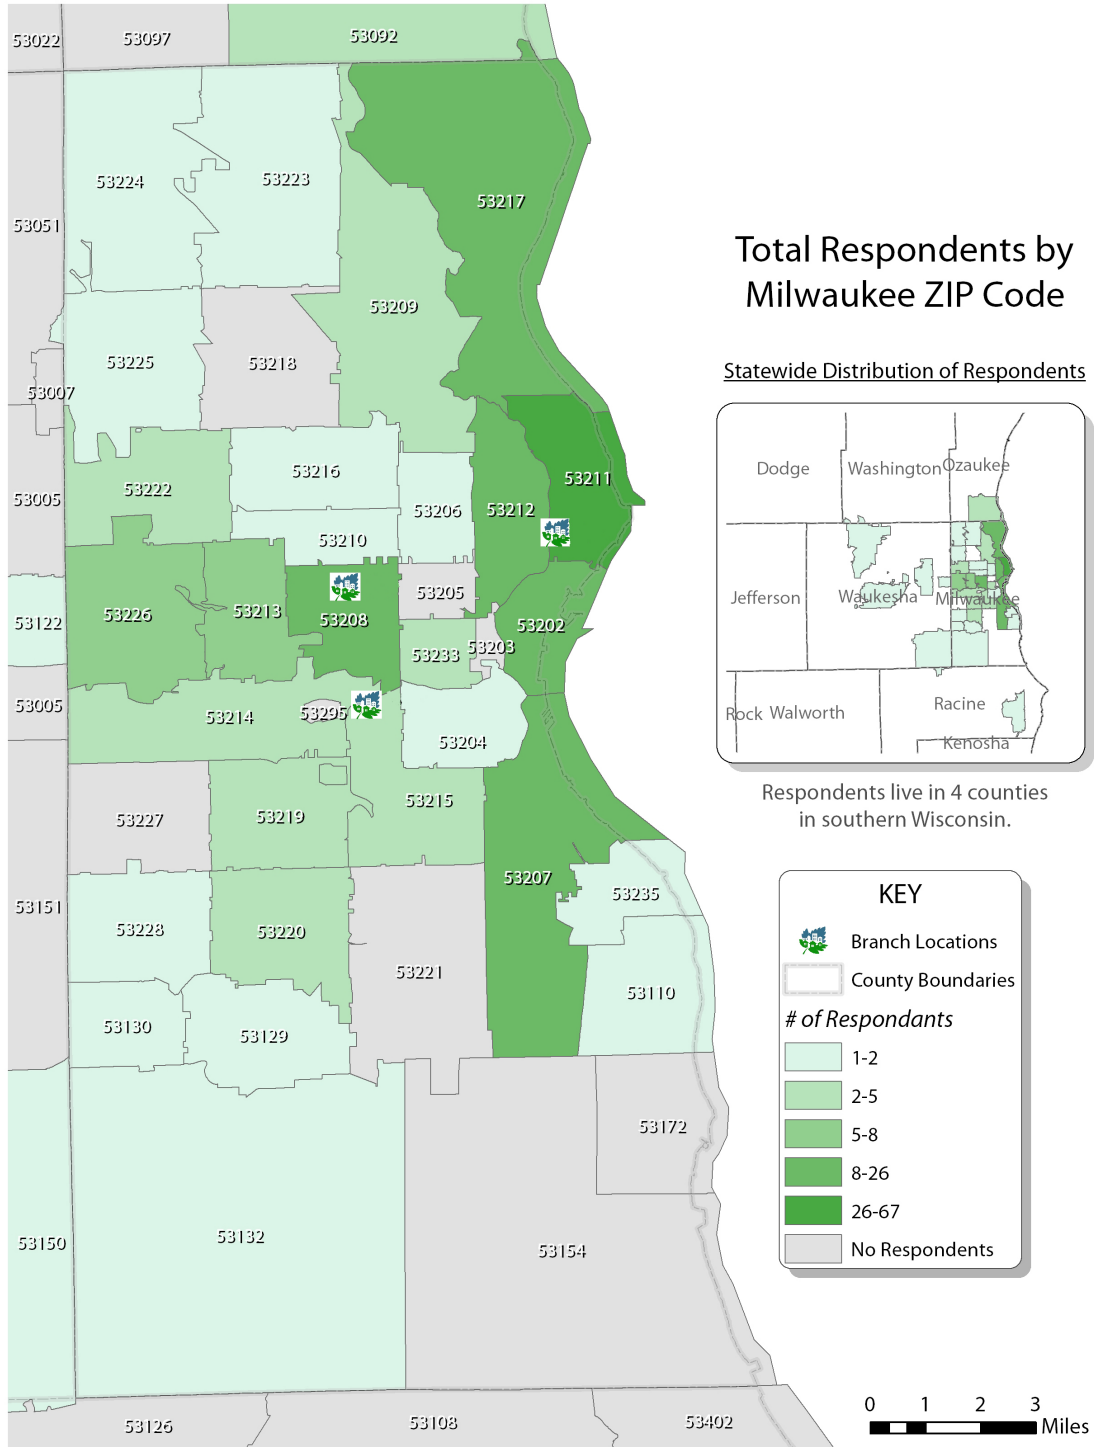 53022
53097
53092
53224
53223
53217
53051
53209
53225
53218
53007
53216
53211
53005
53222
53206
53212
53210
53205
53226
53213
53208
53202
53122
53233
53203
53005
53214
53295
53204
53227
53219
53215
53207
53235
53151
53228
53220
53221
53110
53130
53129
53172
53150
53132
53154
53126
53108
53402
Total Respondents by
Milwaukee ZIP Code
Statewide Distribution of Respondents
Dodge
Washington
Ozaukee
Jefferson
Waukesha
Milwaukee
Rock
Walworth
Racine
Kenosha
Respondents live in 4 counties
in southern Wisconsin.
KEY
Branch Locations
County Boundaries
# of Respondants
1-2
2-5
5-8
8-26
26-67
No Respondents
0 1 2 3
Miles